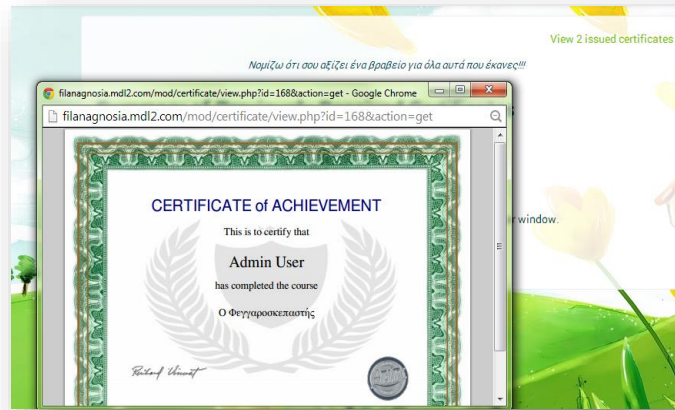 View 2 issued certificates
Νομίζω ότι σου αξίζει ένα βραβείο για όλα αυτά που έκανες!!!
filanagnosia.mdl2.com/mod/certificate/view.php?id=168&action=get - Google Chrome
filanagnosia.mdl2.com/mod/certificate/view.php?id=168&action=get
CERTIFICATE of ACHIEVEMENT
This is to certify that
Admin User
has completed the course
Ο Φεγγαροσκεπαστής
r window.